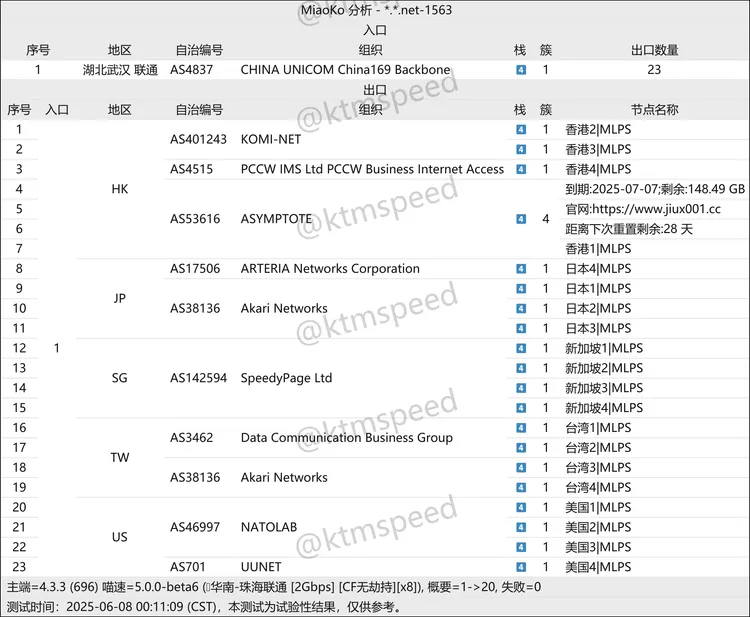 MiaoKo 分析 - *.*.net-1563
入口
序号 地区 自治编号 组织 栈 簇 出口数量
1 湖北武汉 联通 AS4837 CHINA UNICOM China169 Backbone 4 1 23
出口
序号 入口 地区 自治编号 组织 栈 簇 节点名称
1 1 HK AS401243 KOMI-NET 4 1 香港2|MLPS
2 4 1 香港3|MLPS
3 AS4515 PCCW IMS Ltd PCCW Business Internet Access 4 1 香港4|MLPS
4 AS53616 ASYMPTOTE 4 4 到期:2025-07-07;剩余:148.49 GB
5 官网:https://www.jiux001.cc
6 距离下次重置剩余:28 天
7 香港1|MLPS
8 JP AS17506 ARTERIA Networks Corporation 4 1 日本4|MLPS
9 AS38136 Akari Networks 4 1 日本1|MLPS
10 4 1 日本2|MLPS
11 4 1 日本3|MLPS
12 SG AS142594 SpeedyPage Ltd 4 1 新加坡1|MLPS
13 4 1 新加坡2|MLPS
14 4 1 新加坡3|MLPS
15 4 1 新加坡4|MLPS
16 TW AS3462 Data Communication Business Group 4 1 台湾1|MLPS
17 4 1 台湾2|MLPS
18 AS38136 Akari Networks 4 1 台湾3|MLPS
19 4 1 台湾4|MLPS
20 US AS46997 NATOLAB 4 1 美国1|MLPS
21 4 1 美国2|MLPS
22 4 1 美国3|MLPS
23 AS701 UUNET 4 1 美国4|MLPS
主端=4.3.3 (696) 喵速=5.0.0-beta6 (华南-珠海联通 [2Gbps] [CF无劫持][x8]), 概要=1->20, 失败=0
测试时间：2025-06-08 00:11:09 (CST)，本测试为试验性结果，仅供参考。
@ktmspeed
@ktmspeed
@ktmspeed
@ktmspeed
@ktmspeed
@ktmspeed